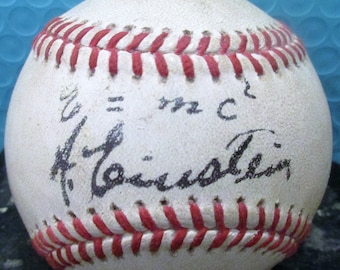 E = mc²
A. Einstein